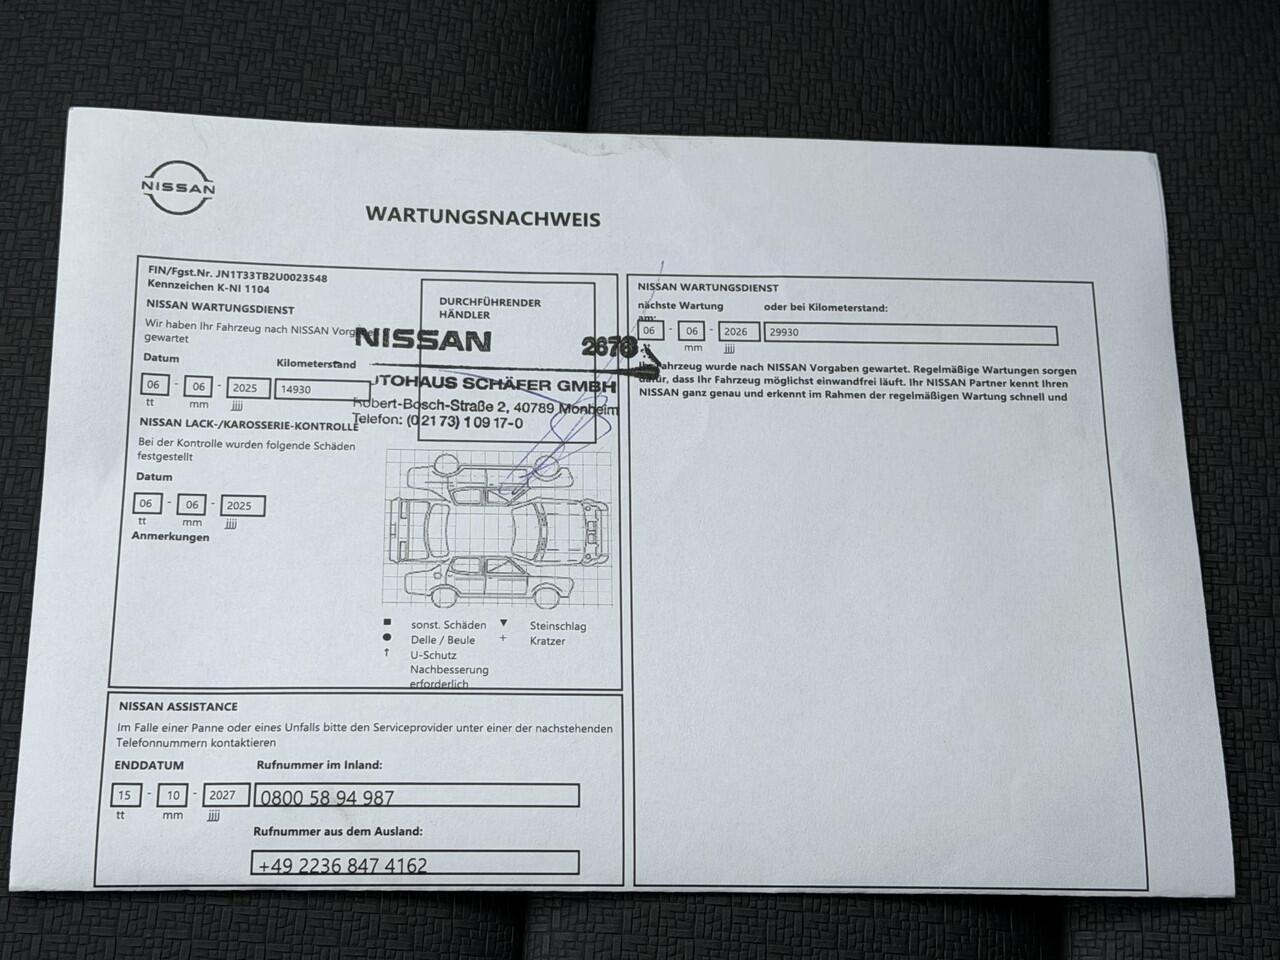 NISSAN
WARTUNGSNACHWEIS
FIN/Fgst.Nr. JN1T33TB2U0023548
Kennzeichen K-NI 1104
NISSAN WARTUNGSDIENST
Wir haben Ihr Fahrzeug nach NISSAN
gewartet
Datum
Kilometerstand
06 - 06 - 2025
14930
tt mm jjjj
DURCHFÜHRENDER
HÄNDLER
NISSAN 2678
AUTOHAUS SCHÄFER GMBH
Robert-Bosch-Straße 2, 40789 Monheim
Telefon: (0 21 73) 1 09 17-0
NISSAN LACK-/KAROSSERIE-KONTROLLE
Bei der Kontrolle wurden folgende Schäden
festgestellt
Datum
06 - 06 - 2025
tt mm jjjj
Anmerkungen
■ sonst. Schäden ▼ Steinschlag
● Delle / Beule + Kratzer
↑ U-Schutz
Nachbesserung
erforderlich
NISSAN ASSISTANCE
Im Falle einer Panne oder eines Unfalls bitte den Serviceprovider unter einer der nachstehenden
Telefonnummern kontaktieren
ENDDATUM
Rufnummer im Inland:
15 - 10 - 2027
0800 58 94 987
tt mm jjjj
Rufnummer aus dem Ausland:
+49 2236 847 4162
NISSAN WARTUNGSDIENST
nächste Wartung oder bei Kilometerstand:
am:
06 - 06 - 2026 29930
mm jjjj
Ihr Fahrzeug wurde nach NISSAN Vorgaben gewartet. Regelmäßige Wartungen sorgen
dafür, dass Ihr Fahrzeug möglichst einwandfrei läuft. Ihr NISSAN Partner kennt Ihren
NISSAN ganz genau und erkennt im Rahmen der regelmäßigen Wartung schnell und